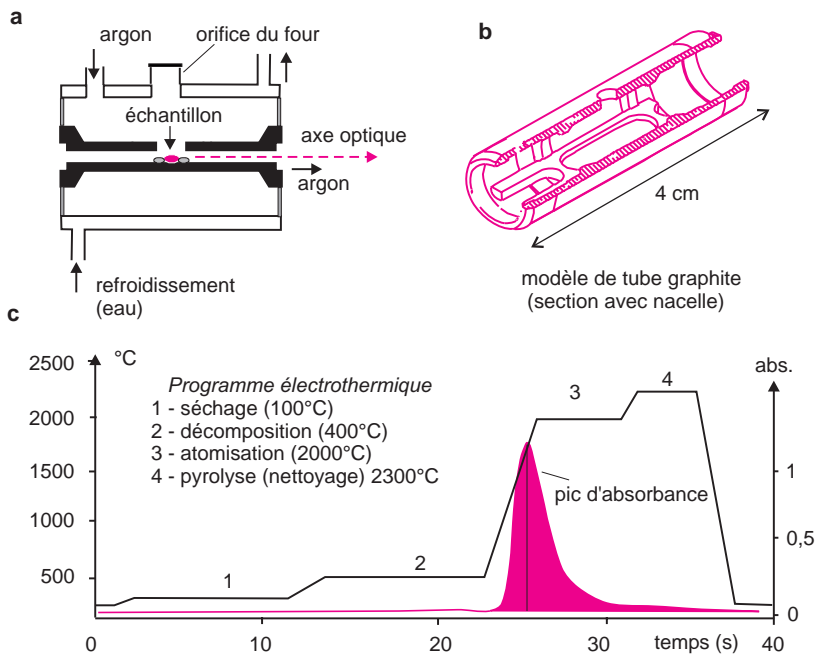 a
argon
orifice du four
échantillon
axe optique
argon
refroidissement
(eau)
b
4 cm
modèle de tube graphite
(section avec nacelle)
c
°C
abs.
2500
2000
1500
1000
500
Programme électrothermique
1 - séchage (100°C)
2 - décomposition (400°C)
3 - atomisation (2000°C)
4 - pyrolyse (nettoyage) 2300°C
1
2
3
4
pic d'absorbance
1
0,5
0
0
10
20
30
temps (s)
40